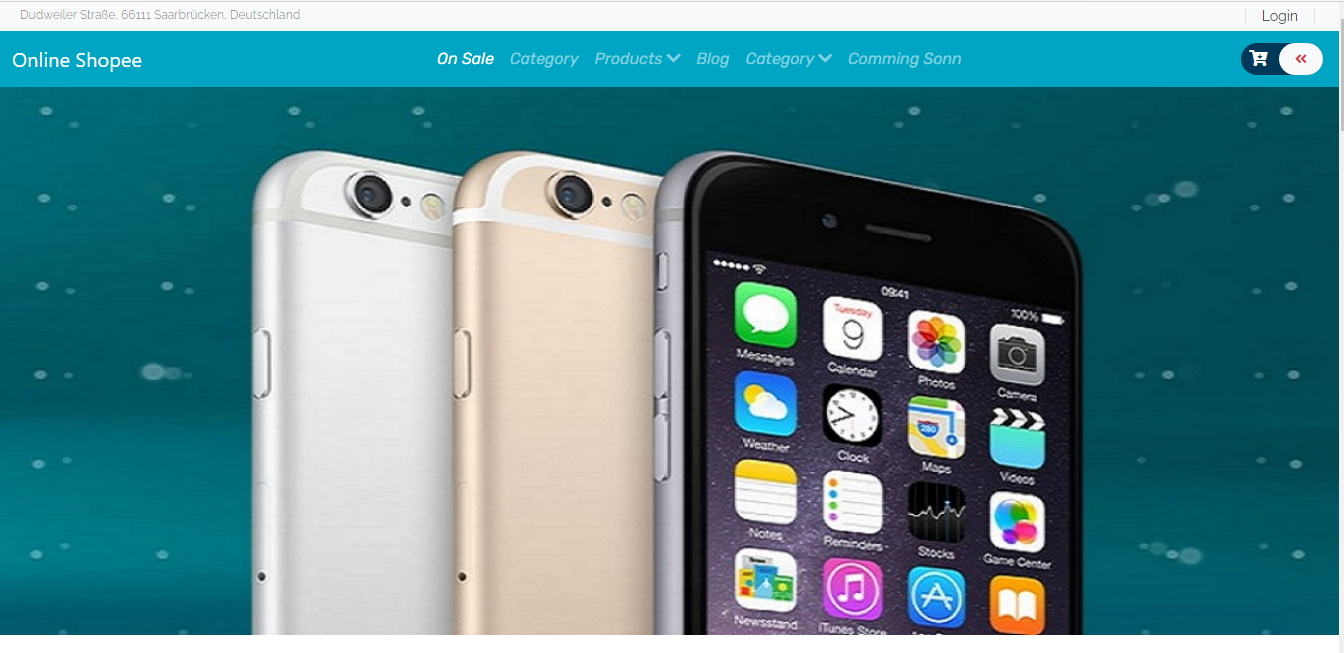 Dudweiler Straße, 66111 Saarbrücken, Deutschland
Login
Online Shopee
On Sale Category Products Blog Category Comming Sonn
09:41
100%
Tuesday
9
Messages Calendar Photos Camera
280
Weather Clock Maps Videos
Notes Reminders Stocks Game Center
News
Newsstand iTunes Store